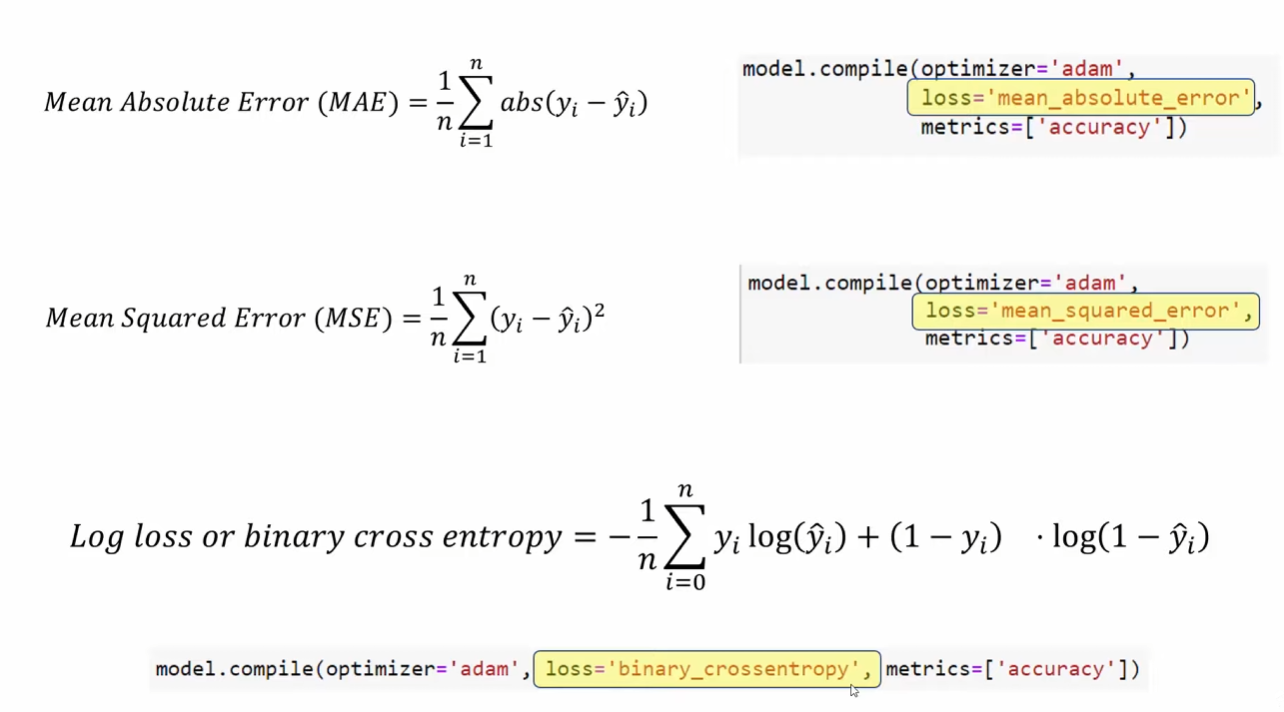 Mean Absolute Error (MAE) = 1/n ∑_{i=1}^{n} abs(y_i − ŷ_i)
model.compile(optimizer='adam',
loss='mean_absolute_error',
metrics=['accuracy'])
Mean Squared Error (MSE) = 1/n ∑_{i=1}^{n} (y_i − ŷ_i)²
model.compile(optimizer='adam',
loss='mean_squared_error',
metrics=['accuracy'])
Log loss or binary cross entropy = − 1/n ∑_{i=0}^{n} y_i log(ŷ_i) + (1 − y_i) · log(1 − ŷ_i)
model.compile(optimizer='adam', loss='binary_crossentropy', metrics=['accuracy'])